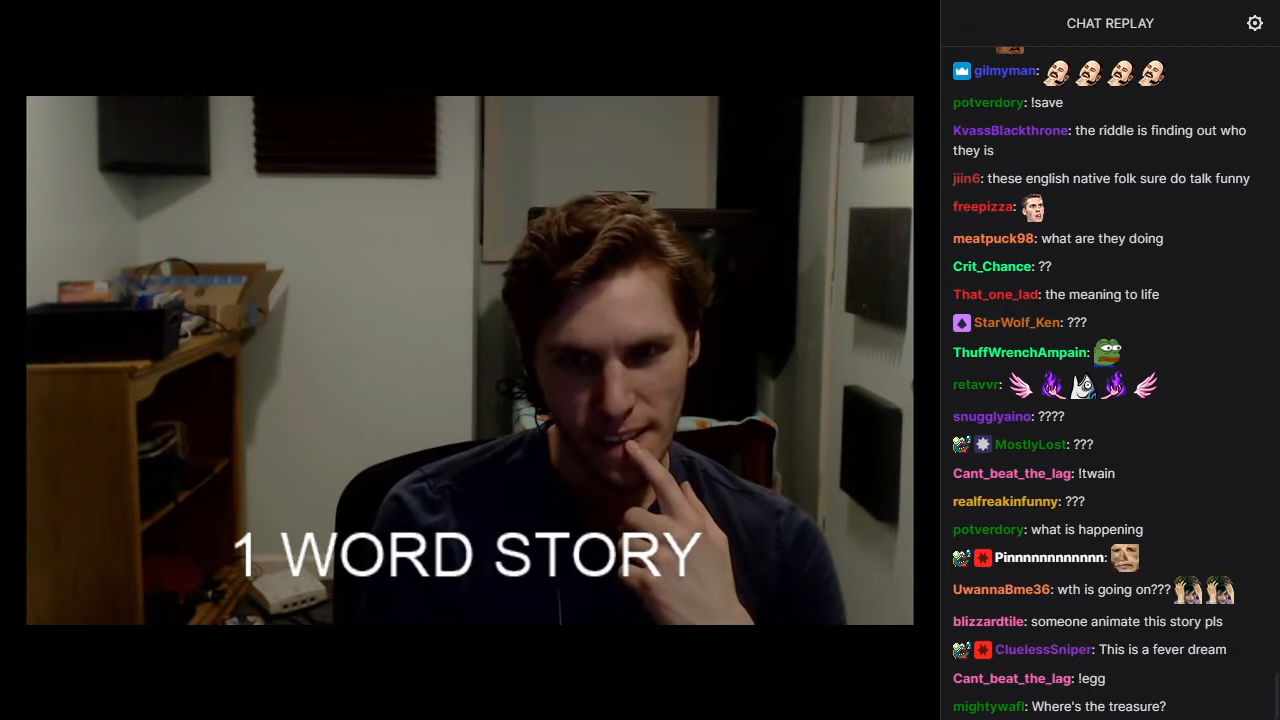 1 WORD STORY
CHAT REPLAY
gilmyman:
potverdory: !save
KvassBlackthrone: the riddle is finding out who
they is
jiin6: these english native folk sure do talk funny
freepizza:
meatpuck98: what are they doing
Crit_Chance: ??
That_one_lad: the meaning to life
StarWolf_Ken: ???
ThuffWrenchAmpain:
retavvr:
snugglyaino: ????
MostlyLost: ???
Cant_beat_the_lag: !twain
realfreakinfunny: ???
potverdory: what is happening
Pinnnnnnnnnnnn:
UwannaBme36: wth is going on???
blizzardtile: someone animate this story pls
CluelessSniper: This is a fever dream
Cant_beat_the_lag: !egg
mightywafl: Where's the treasure?